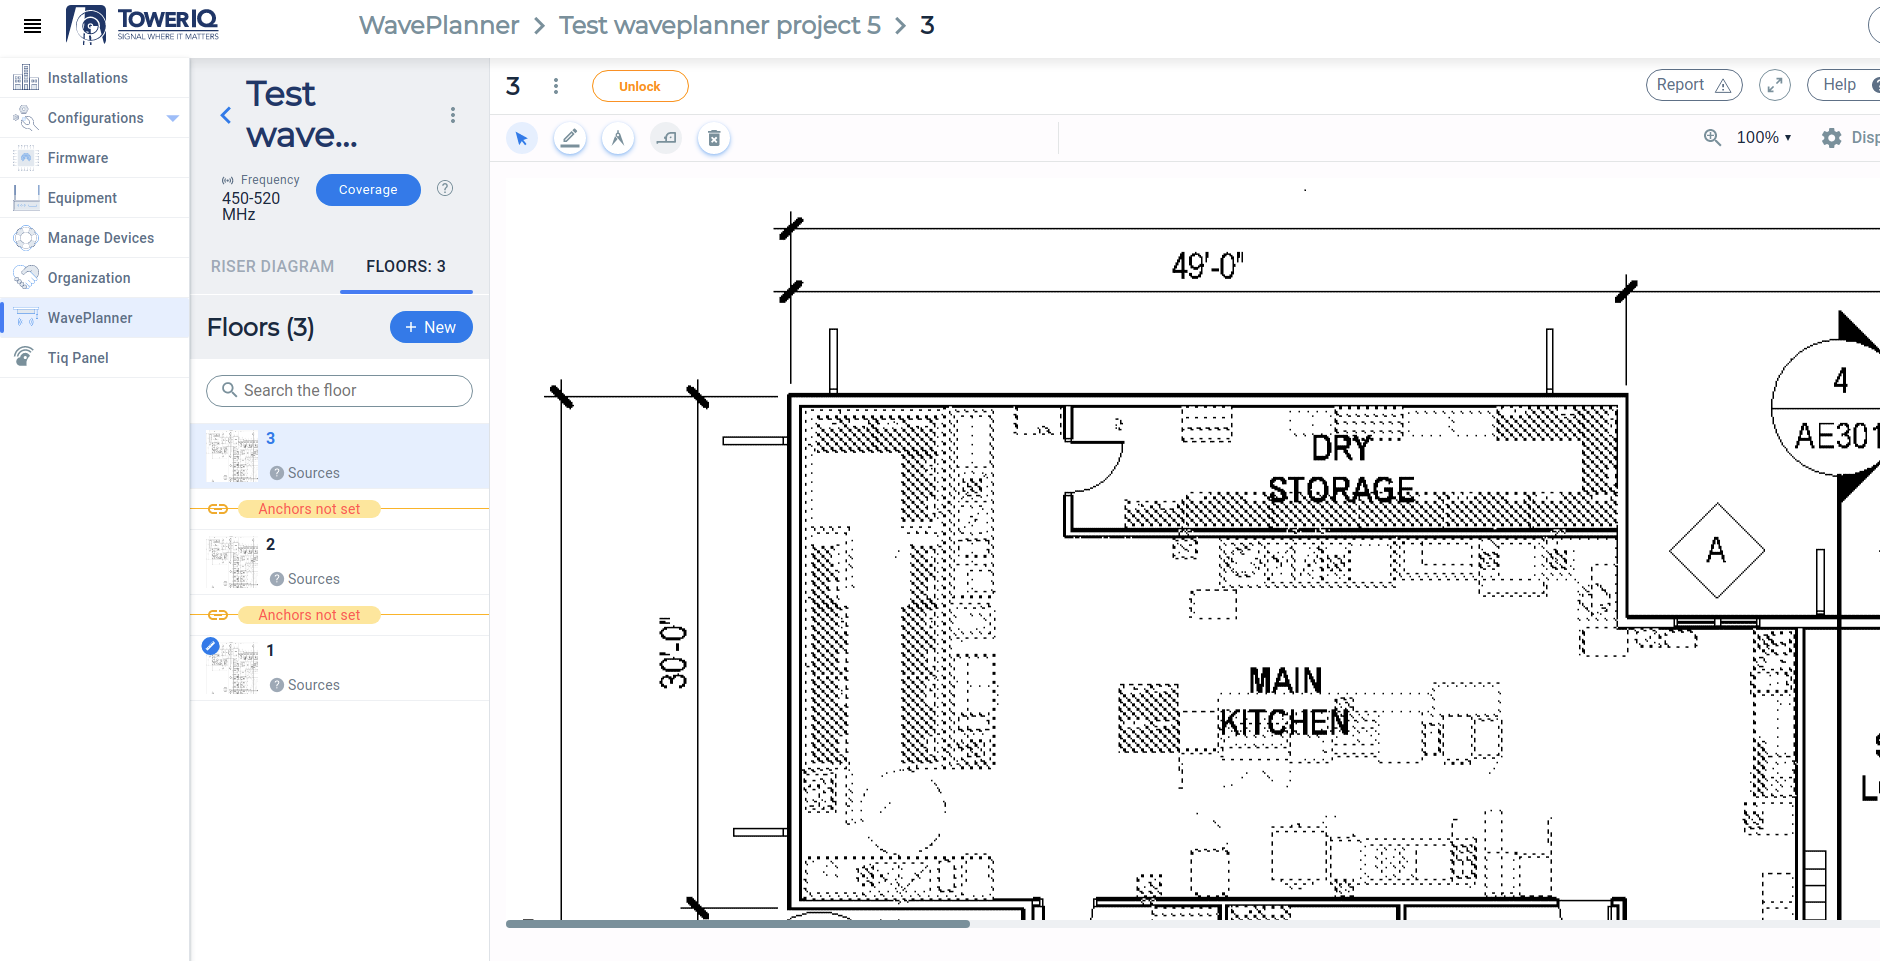 TOWERIQ
SIGNAL WHERE IT MATTERS
WavePlanner > Test waveplanner project 5 > 3
Installations
Configurations
Firmware
Equipment
Manage Devices
Organization
WavePlanner
Tiq Panel
Test
wave...
Frequency
450-520
MHz
Coverage
?
RISER DIAGRAM
FLOORS: 3
Floors (3)
+ New
Search the floor
3
? Sources
Anchors not set
2
? Sources
Anchors not set
1
? Sources
3
Unlock
Report
Help
100%
Disp
49'-0"
30'-0"
DRY
STORAGE
MAIN
KITCHEN
4
AE301
A